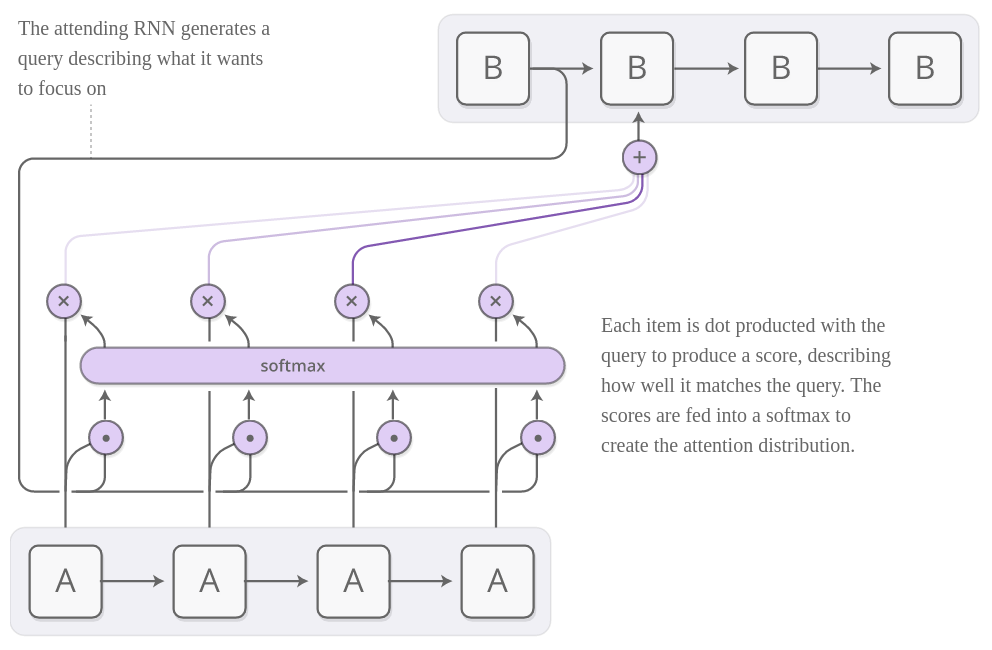 The attending RNN generates a
query describing what it wants
to focus on
B B B B
+
× × × ×
softmax
Each item is dot producted with the
query to produce a score, describing
how well it matches the query. The
scores are fed into a softmax to
create the attention distribution.
A A A A